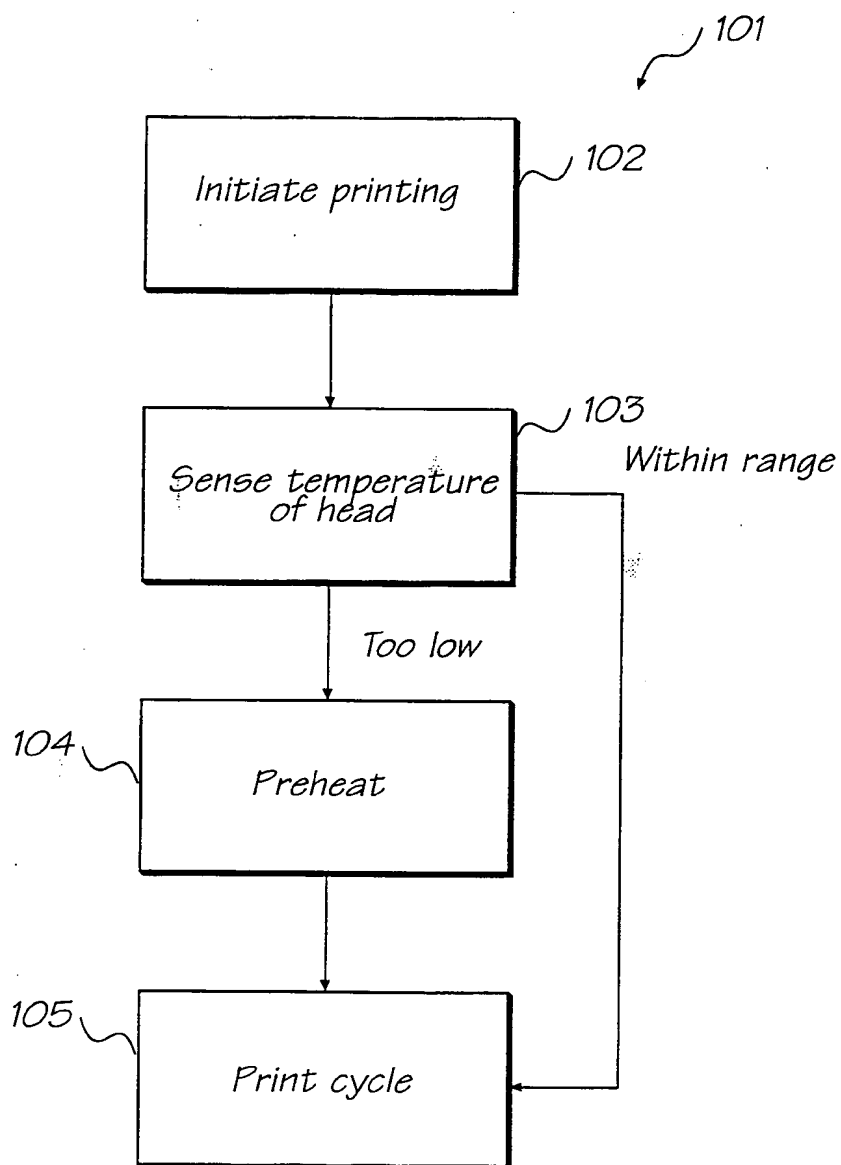 101
Initiate printing
102
Sense temperature
of head
103
Within range
Too low
Preheat
104
Print cycle
105